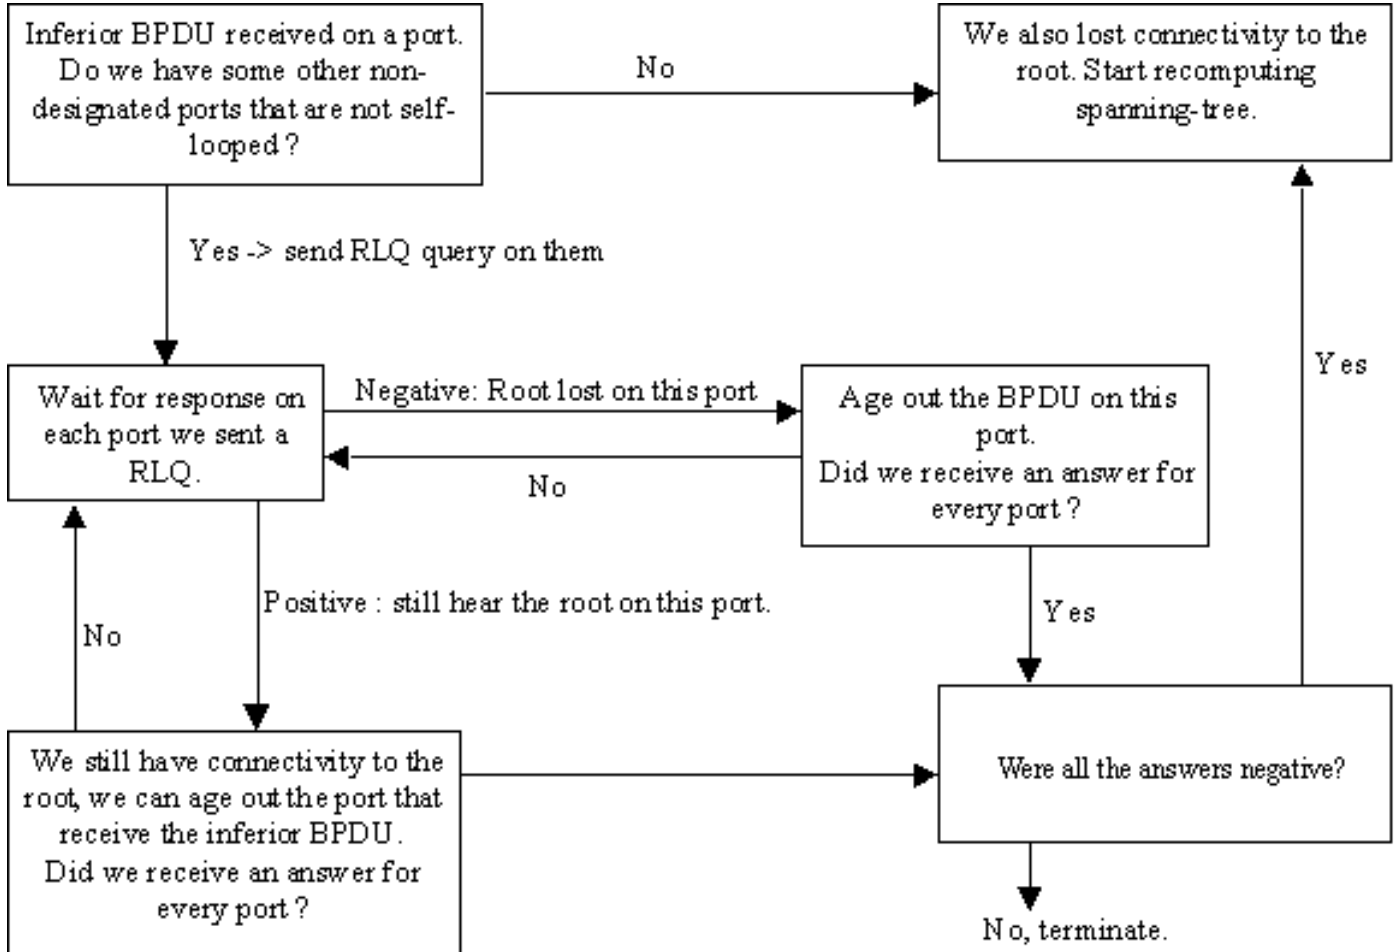 Inferior BPDU received on a port.
Do we have some other non-
designated ports that are not self-
looped ?
No
We also lost connectivity to the
root. Start recomputing
spanning-tree.
Yes -> send RLQ query on them
Yes
Wait for response on
each port we sent a
RLQ.
Negative: Root lost on this port
No
Age out the BPDU on this
port.
Did we receive an answer for
every port ?
Positive : still hear the root on this port.
No
Yes
We still have connectivity to the
root, we can age out the port that
receive the inferior BPDU.
Did we receive an answer for
every port ?
Were all the answers negative?
No, terminate.